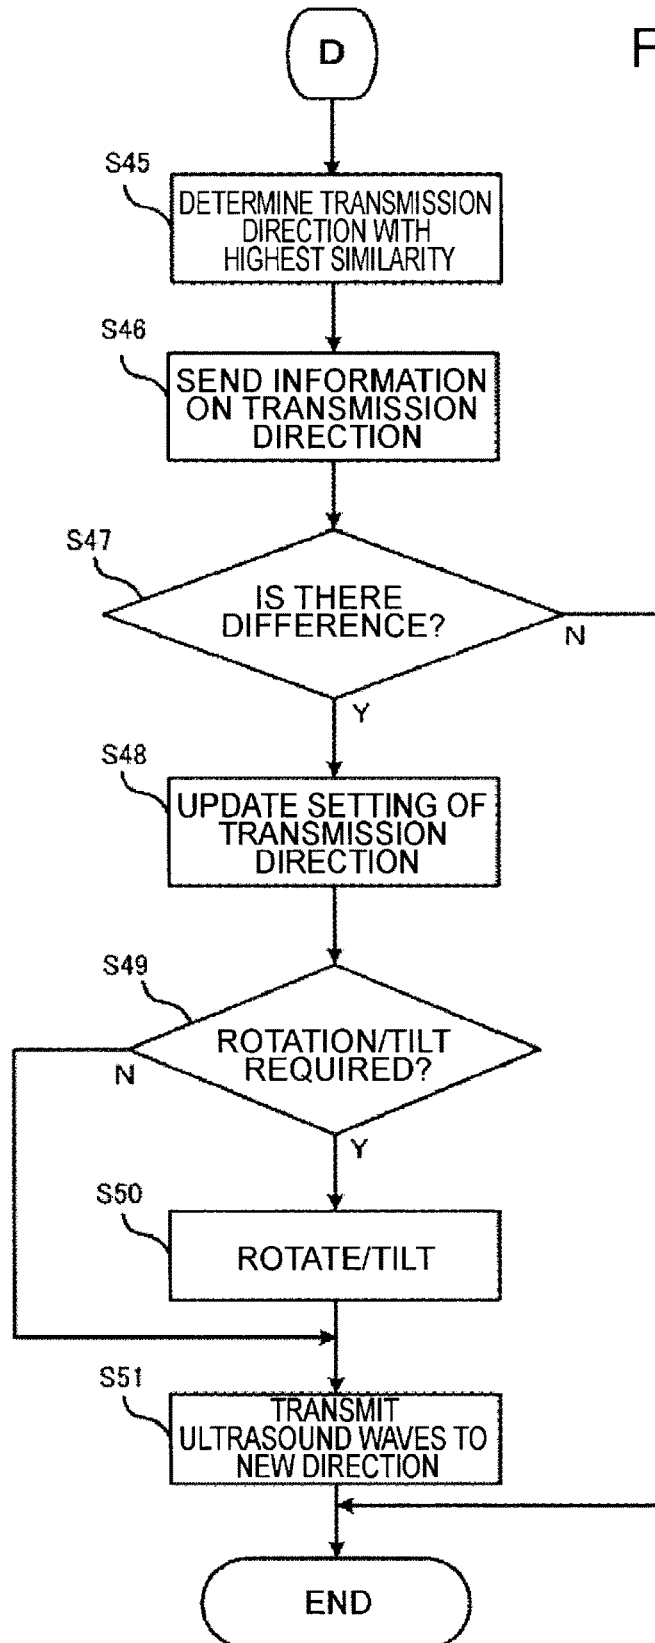 D
F
S45
DETERMINE TRANSMISSION
DIRECTION WITH
HIGHEST SIMILARITY
S46
SEND INFORMATION
ON TRANSMISSION
DIRECTION
S47
IS THERE
DIFFERENCE?
N
Y
S48
UPDATE SETTING OF
TRANSMISSION
DIRECTION
S49
ROTATION/TILT
REQUIRED?
N
Y
S50
ROTATE/TILT
S51
TRANSMIT
ULTRASOUND WAVES TO
NEW DIRECTION
END